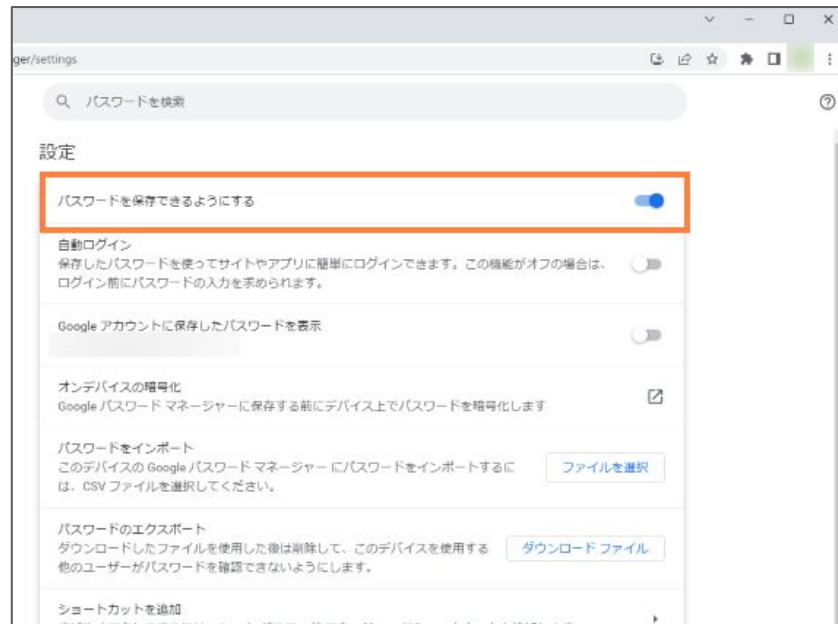 ger/settings
パスワードを検索
設定
パスワードを保存できるようにする
自動ログイン
保存したパスワードを使ってサイトやアプリに簡単にログインできます。この機能がオフの場合は、
ログイン前にパスワードの入力を求められます。
Google アカウントに保存したパスワードを表示
オンデバイスの暗号化
Google パスワード マネージャーに保存する前にデバイス上でパスワードを暗号化します
パスワードをインポート
このデバイスの Google パスワード マネージャー にパスワードをインポートするに
は、CSV ファイルを選択してください。
ファイルを選択
パスワードのエクスポート
ダウンロードしたファイルを使用した後は削除して、このデバイスを使用する
他のユーザーがパスワードを確認できないようにします。
ダウンロード ファイル
ショートカットを追加